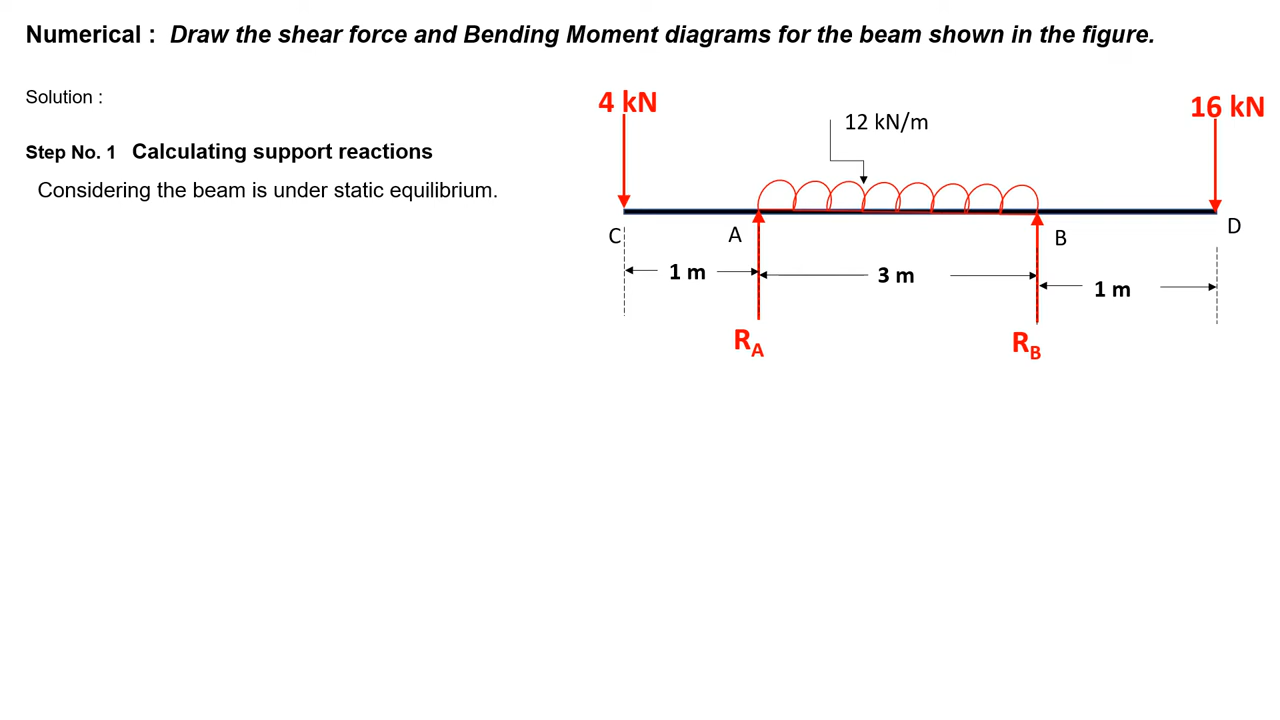 Numerical : Draw the shear force and Bending Moment diagrams for the beam shown in the figure.
Solution :
Step No. 1 Calculating support reactions
Considering the beam is under static equilibrium.
4 kN
16 kN
12 kN/m
C
A
B
D
1 m
3 m
1 m
RA
RB